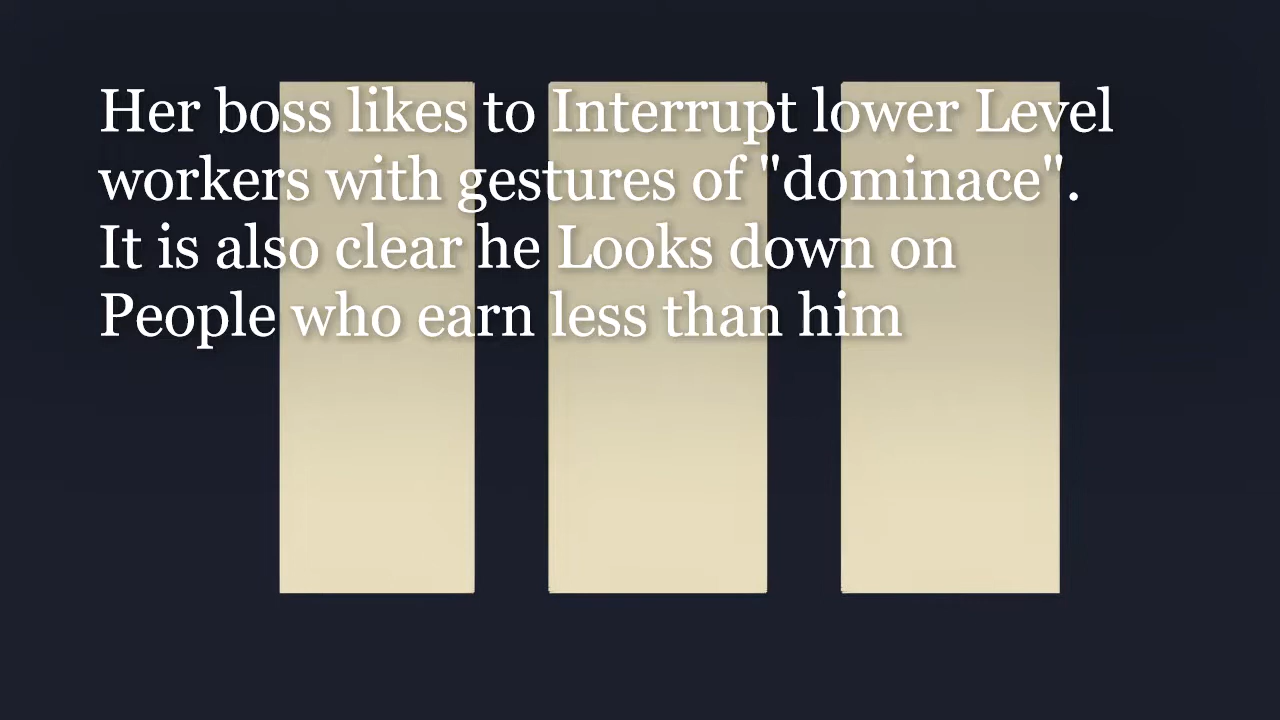 Her boss likes to Interrupt lower Level
workers with gestures of "dominace".
It is also clear he Looks down on
People who earn less than him